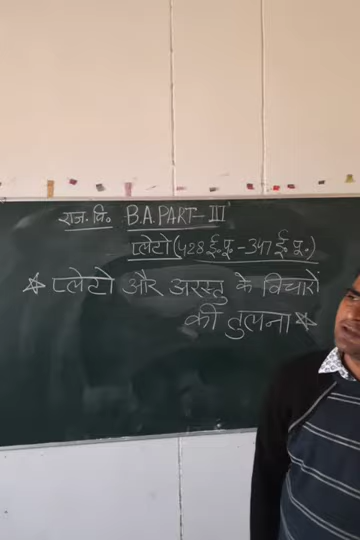 राज. वि. B.A.PART-III'
प्लेटो (428 ई.पू. - 347 ई.पू.)
☆ प्लेटो और अरस्तु के विचारों
की तुलना ☆